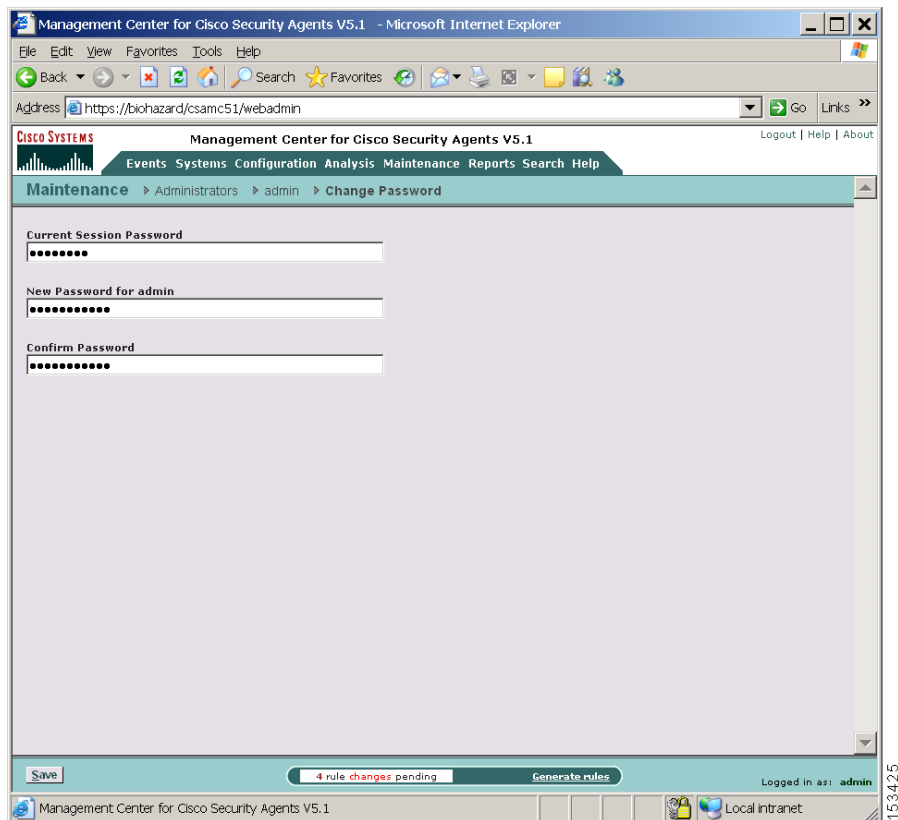 Management Center for Cisco Security Agents V5.1 - Microsoft Internet Explorer
File Edit View Favorites Tools Help
Back Search Favorites
Address https://biohazard/csamc51/webadmin Go Links »
CISCO SYSTEMS Management Center for Cisco Security Agents V5.1 Logout | Help | About
Events Systems Configuration Analysis Maintenance Reports Search Help
Maintenance Administrators admin Change Password
Current Session Password
••••••••
New Password for admin
•••••••••••
Confirm Password
•••••••••••
Save 4 rule changes pending Generate rules Logged in as: admin
Management Center for Cisco Security Agents V5.1 Local intranet
153425